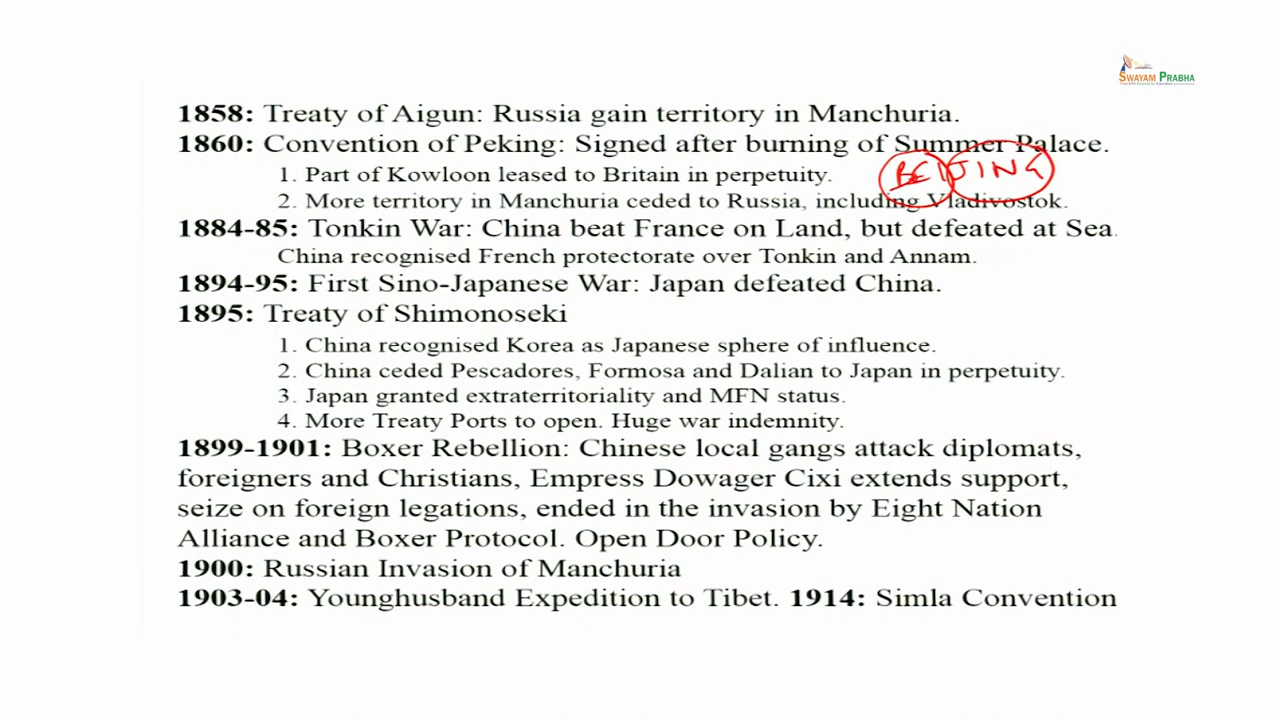 SWAYAM PRABHA
1858: Treaty of Aigun: Russia gain territory in Manchuria.
1860: Convention of Peking: Signed after burning of Summer Palace.
BEIJING
1. Part of Kowloon leased to Britain in perpetuity.
2. More territory in Manchuria ceded to Russia, including Vladivostok.
1884-85: Tonkin War: China beat France on Land, but defeated at Sea.
China recognised French protectorate over Tonkin and Annam.
1894-95: First Sino-Japanese War: Japan defeated China.
1895: Treaty of Shimonoseki
1. China recognised Korea as Japanese sphere of influence.
2. China ceded Pescadores, Formosa and Dalian to Japan in perpetuity.
3. Japan granted extraterritoriality and MFN status.
4. More Treaty Ports to open. Huge war indemnity.
1899-1901: Boxer Rebellion: Chinese local gangs attack diplomats,
foreigners and Christians, Empress Dowager Cixi extends support,
seize on foreign legations, ended in the invasion by Eight Nation
Alliance and Boxer Protocol. Open Door Policy.
1900: Russian Invasion of Manchuria
1903-04: Younghusband Expedition to Tibet. 1914: Simla Convention